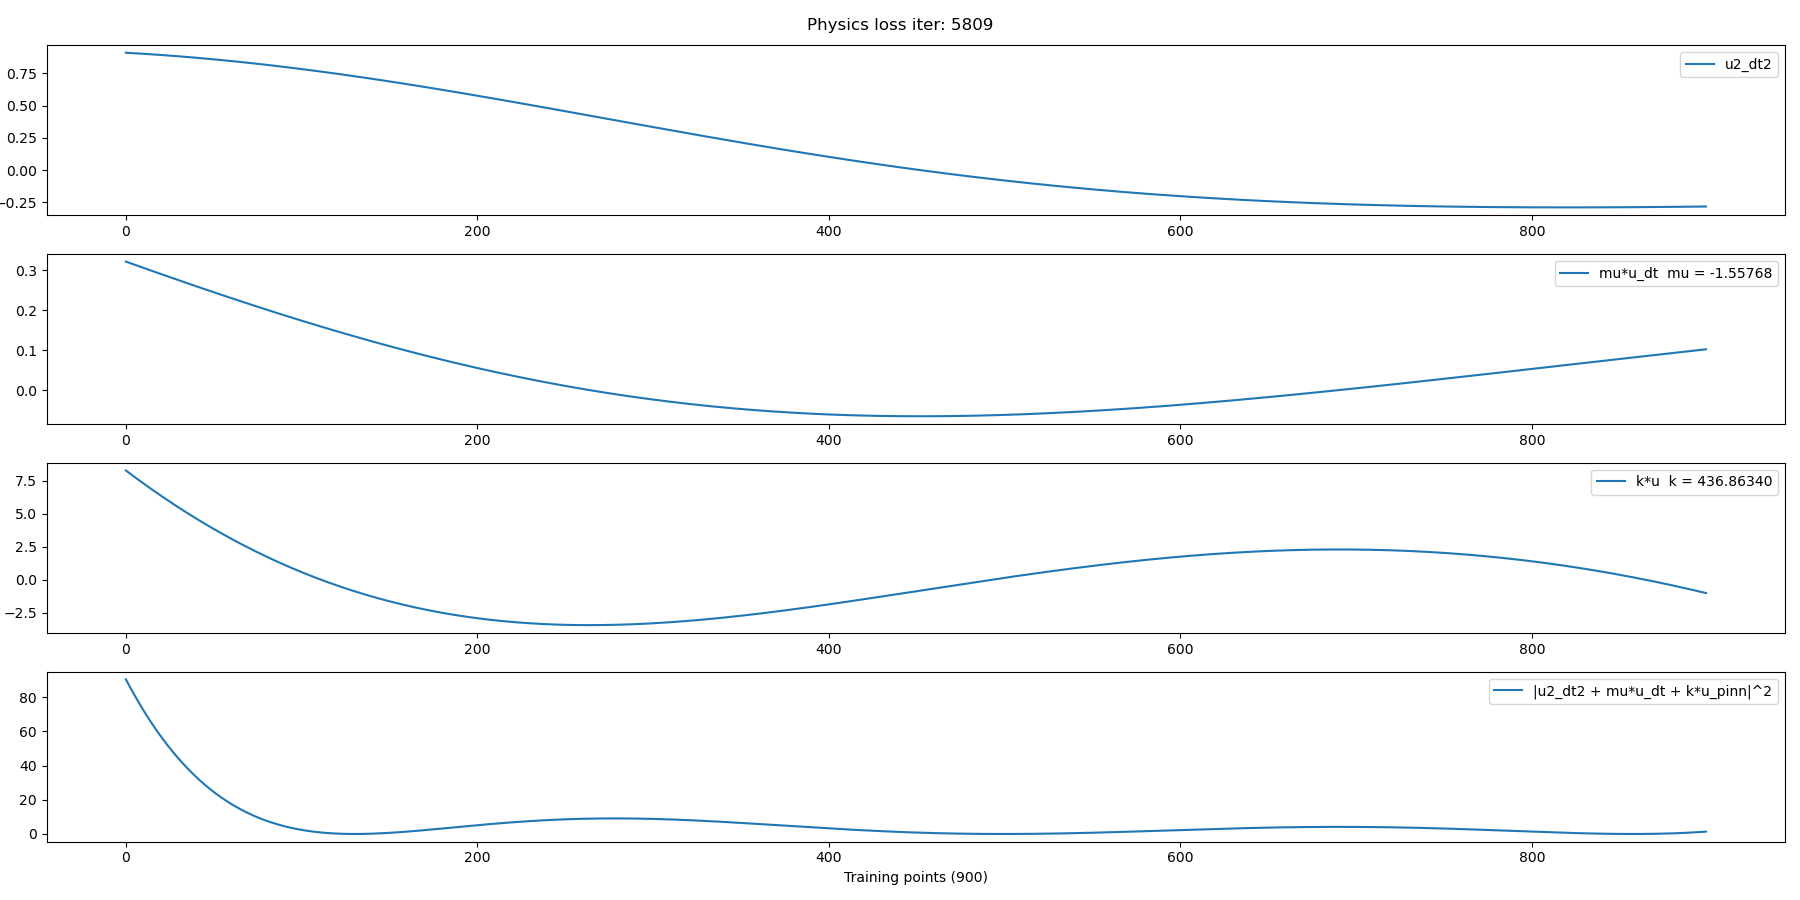 Physics loss iter: 5809
0.75
0.50
0.25
0.00
−0.25
u2_dt2
0 200 400 600 800
0.3
0.2
0.1
0.0
mu*u_dt  mu = -1.55768
0 200 400 600 800
7.5
5.0
2.5
0.0
−2.5
k*u  k = 436.86340
0 200 400 600 800
80
60
40
20
0
|u2_dt2 + mu*u_dt + k*u_pinn|^2
0 200 400 600 800
Training points (900)